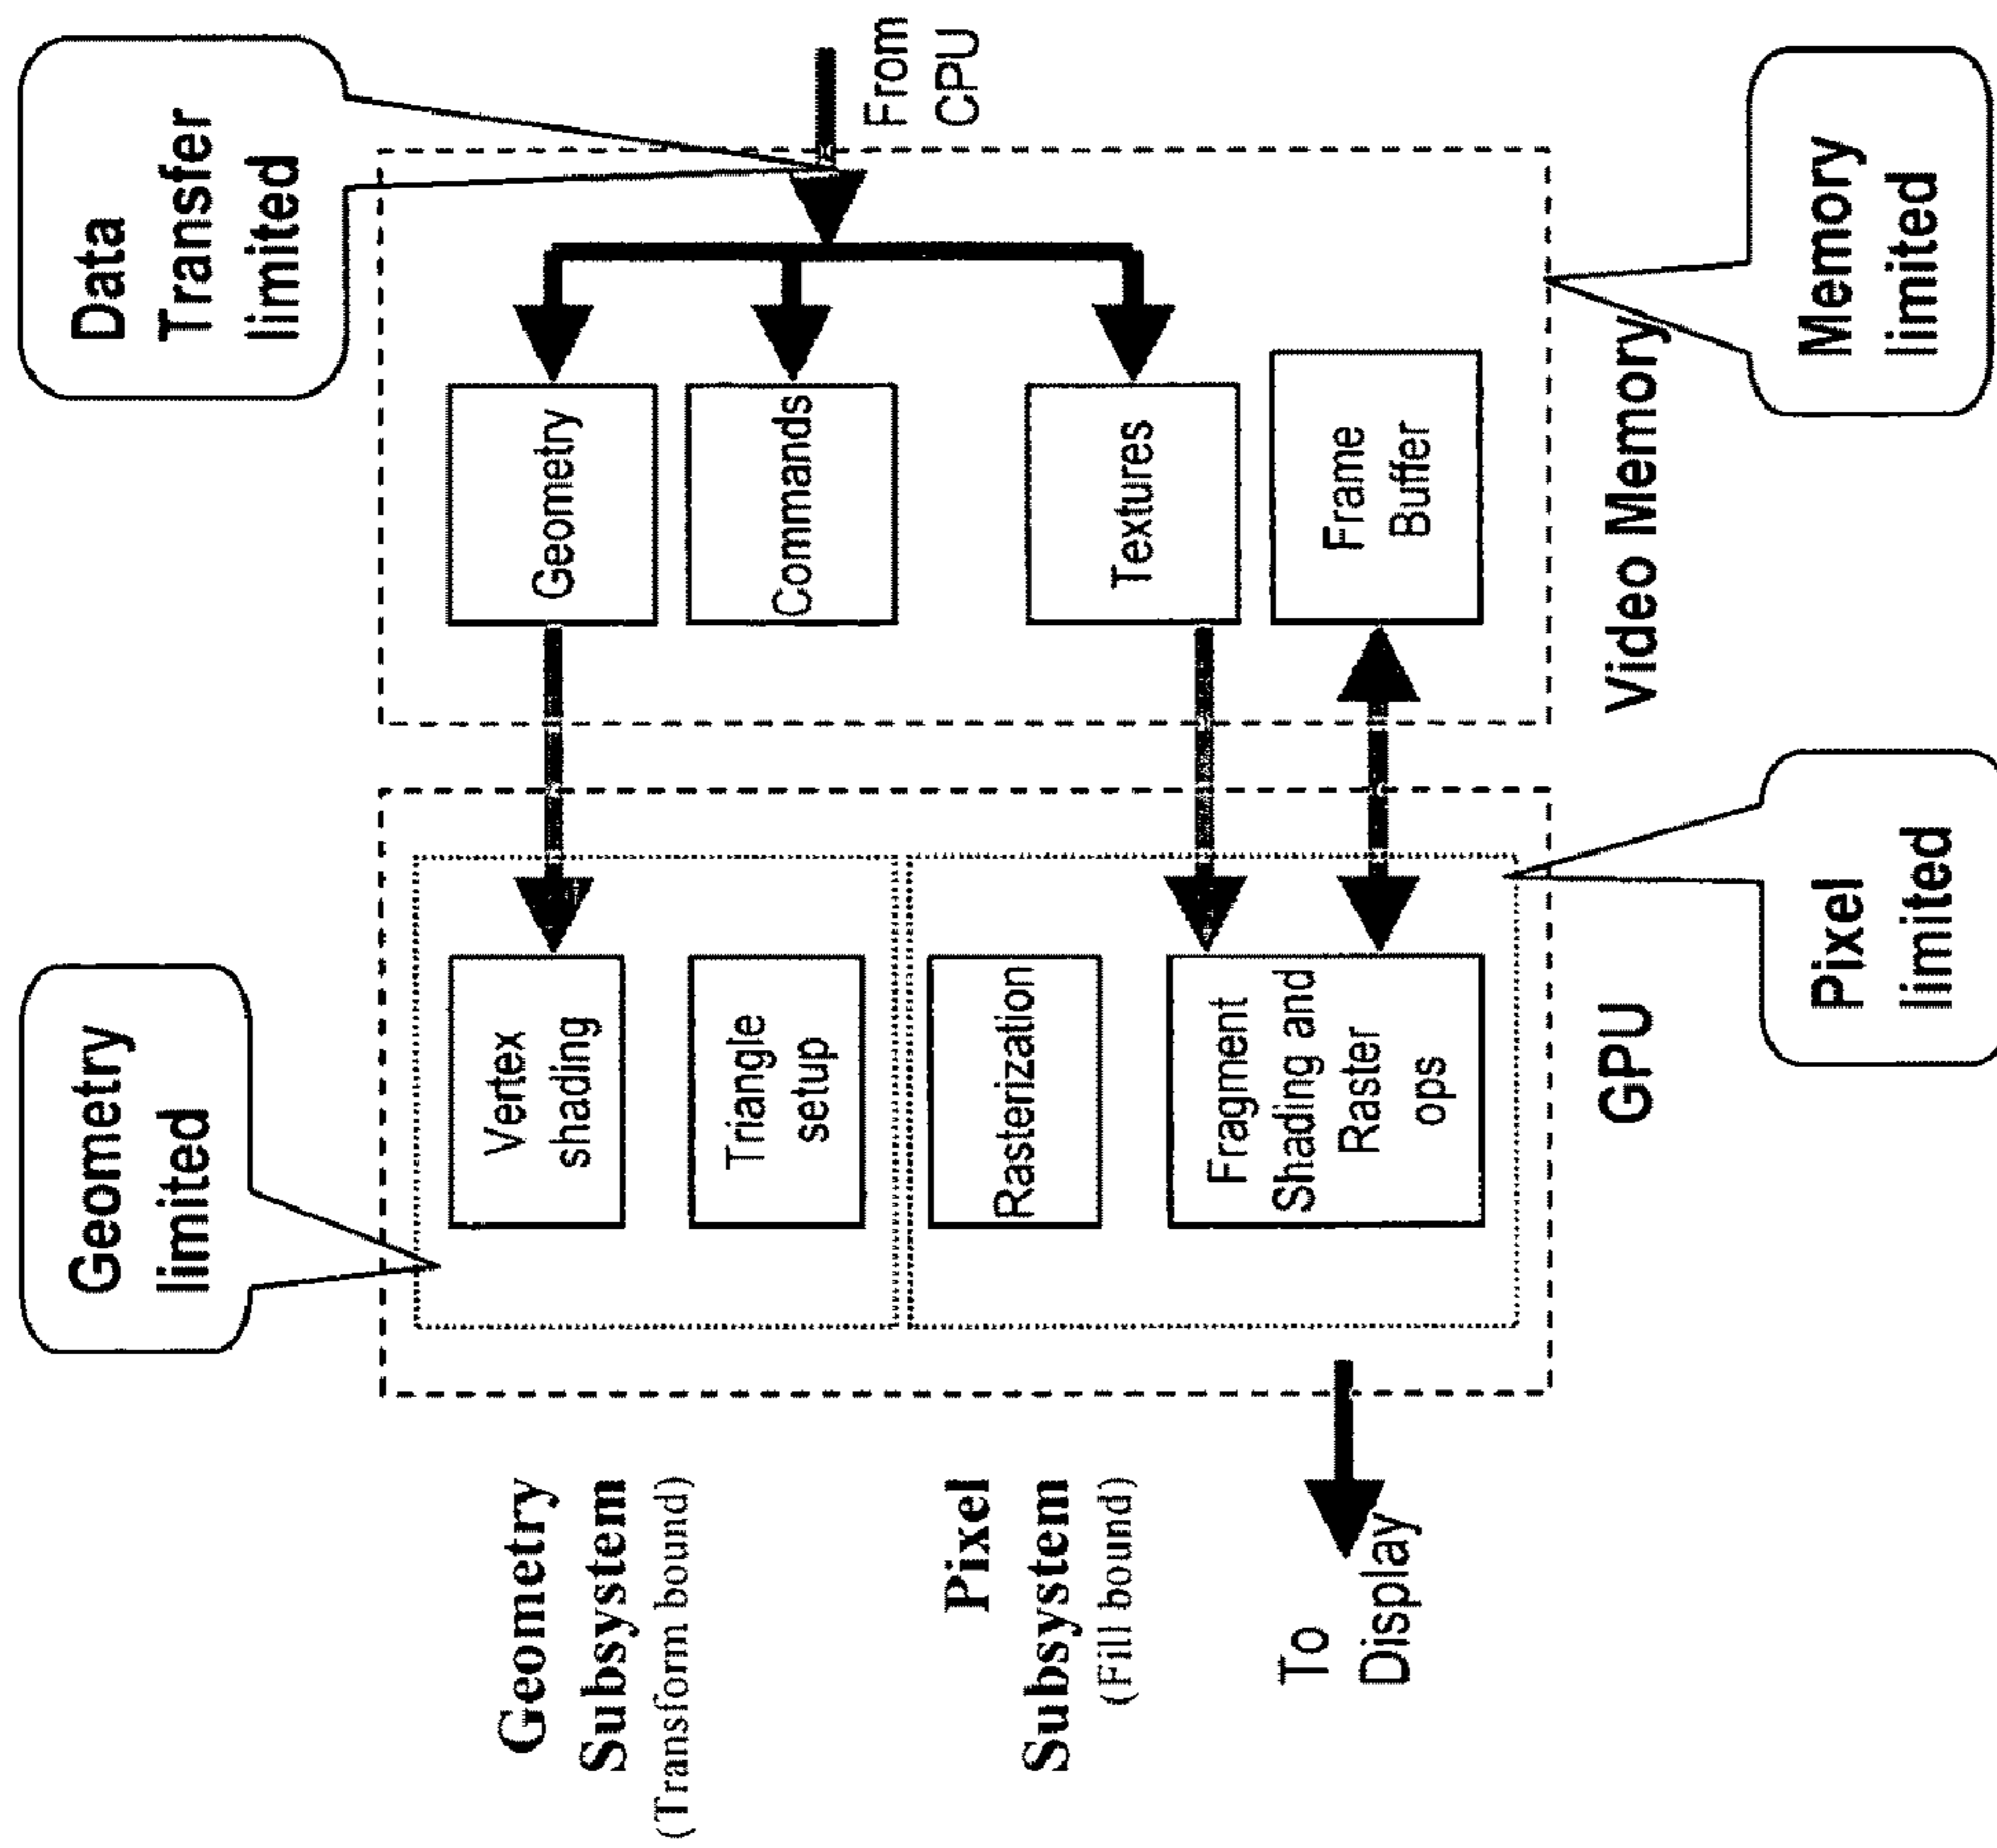 Geometry
limited
Data
Transfer
limited
Geometry
Subsystem
(Transform bound)
Vertex
shading
Triangle
setup
Geometry
Commands
From
CPU
Pixel
Subsystem
(Fill bound)
Rasterization
Fragment
Shading and
Raster
ops
Textures
Frame
Buffer
To
Display
GPU
Video Memory
Pixel
limited
Memory
limited